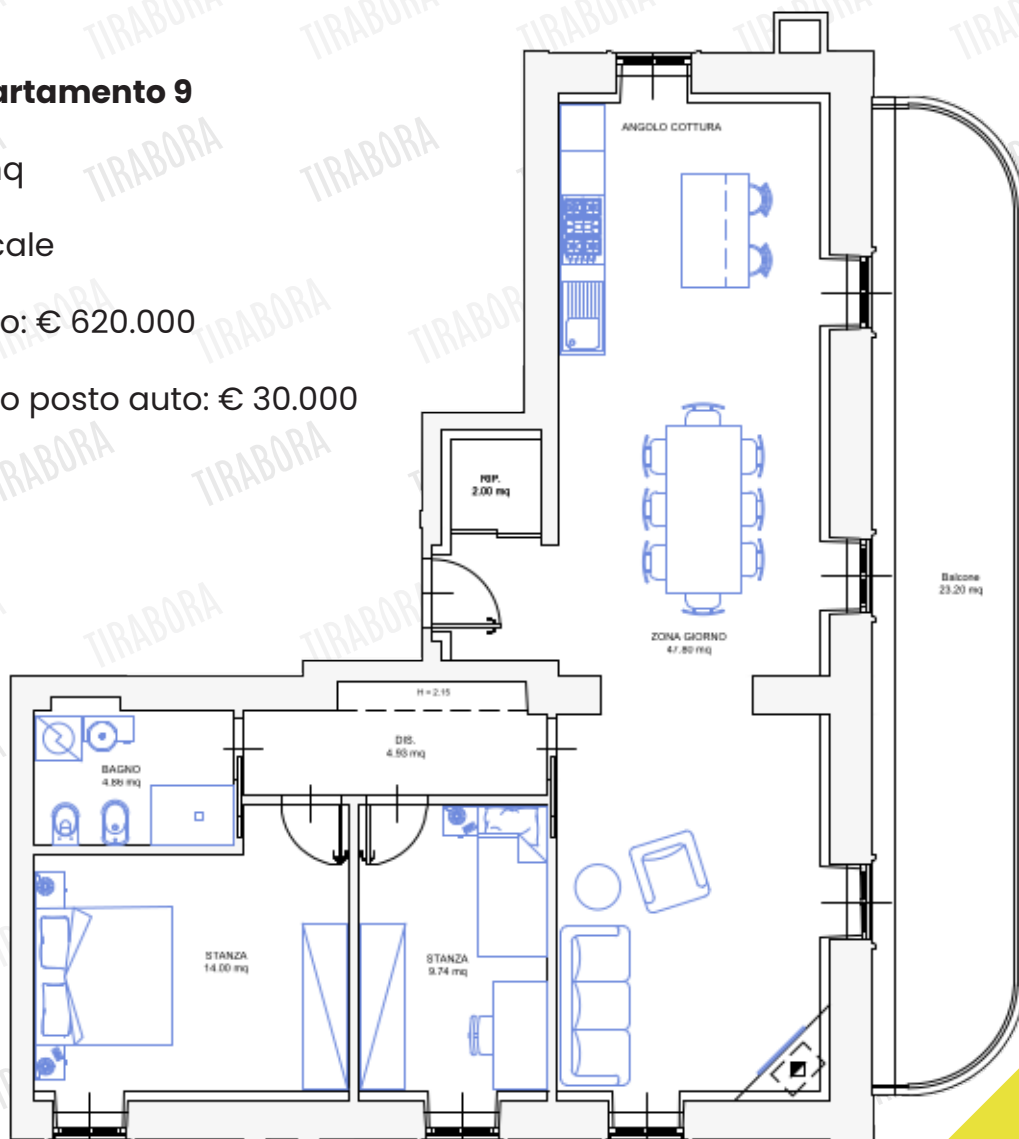 artamento 9
q
cale
o: € 620.000
o posto auto: € 30.000
ANGOLO COTTURA
RIP.
2.00 mq
Balcone
23.20 mq
ZONA GIORNO
47.80 mq
H = 2.15
DIS.
4.93 mq
BAGNO
4.86 mq
STANZA
14.00 mq
STANZA
9.74 mq
TIRABORA